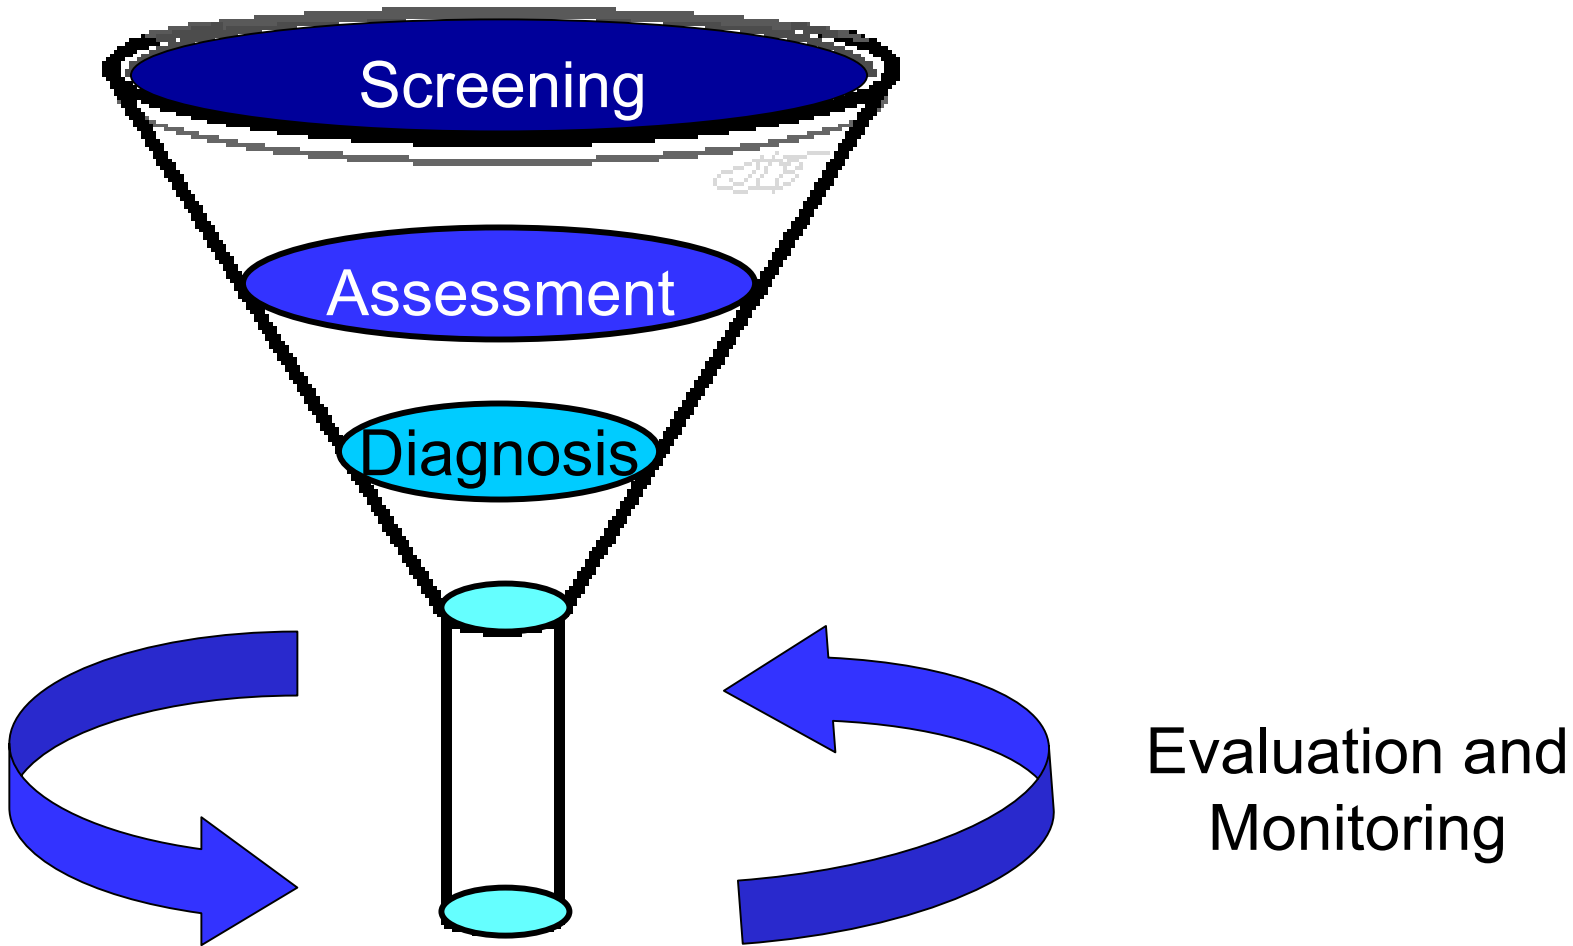 Screening
Assessment
Diagnosis
Evaluation and
Monitoring